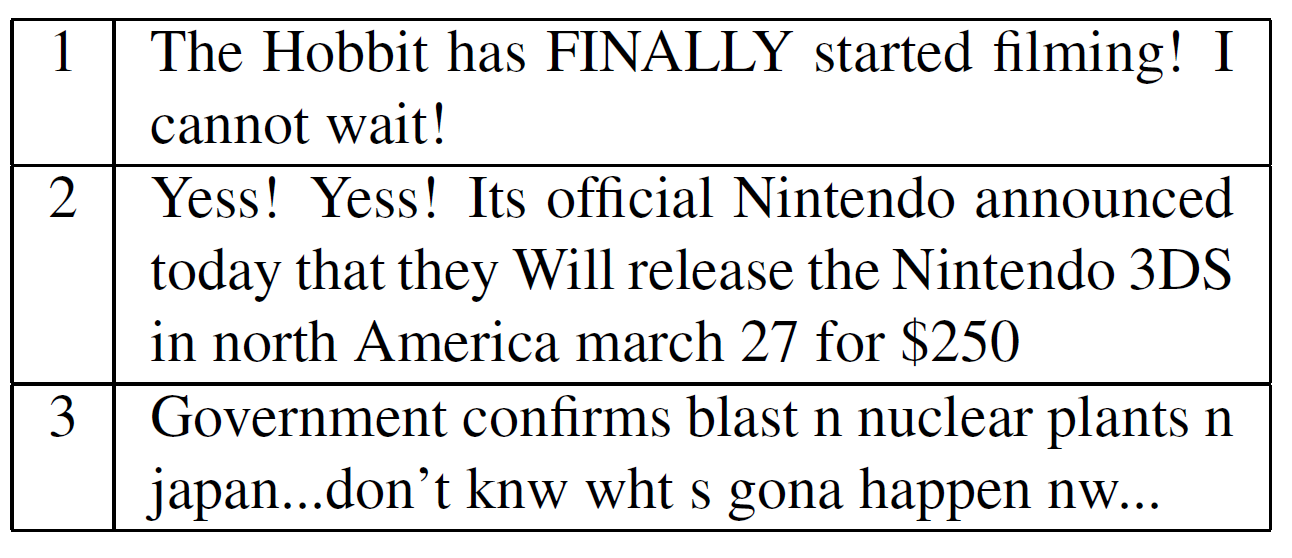 1 The Hobbit has FINALLY started filming! I
cannot wait!
2 Yess! Yess! Its official Nintendo announced
today that they Will release the Nintendo 3DS
in north America march 27 for $250
3 Government confirms blast n nuclear plants n
japan...don’t knw wht s gona happen nw...